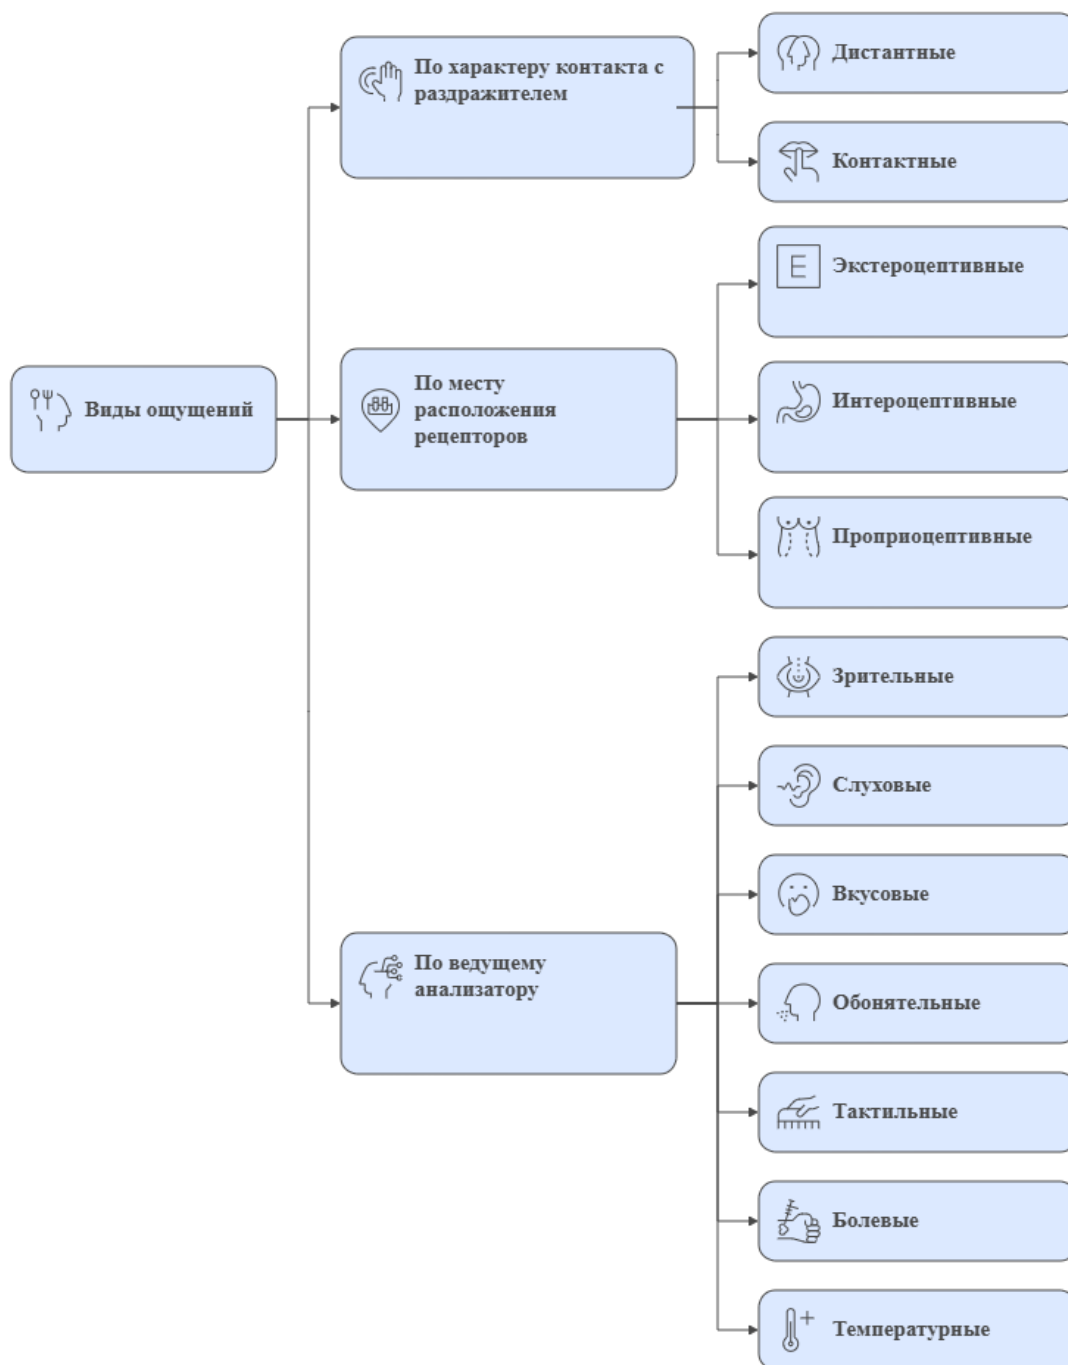 Виды ощущений
По характеру контакта с
раздражителем
Дистантные
Контактные
По месту
расположения
рецепторов
E
Экстероцептивные
Интероцептивные
Проприоцептивные
По ведущему
анализатору
Зрительные
Слуховые
Вкусовые
Обонятельные
Тактильные
Болевые
Температурные